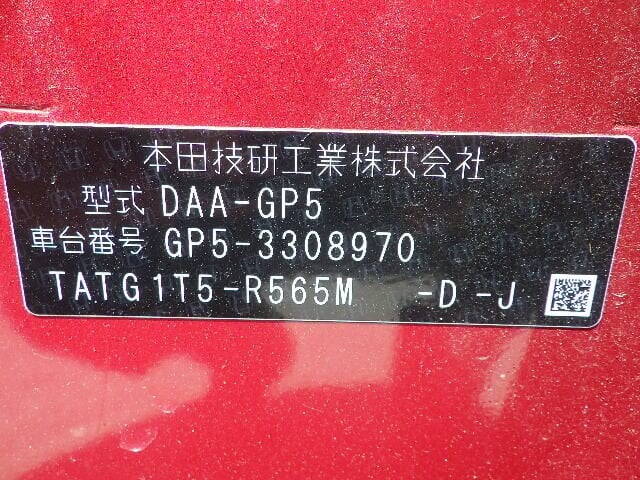 本田技研工業株式会社
型式 DAA-GP5
車台番号 GP5-3308970
TATG1T5-R565M -D -J